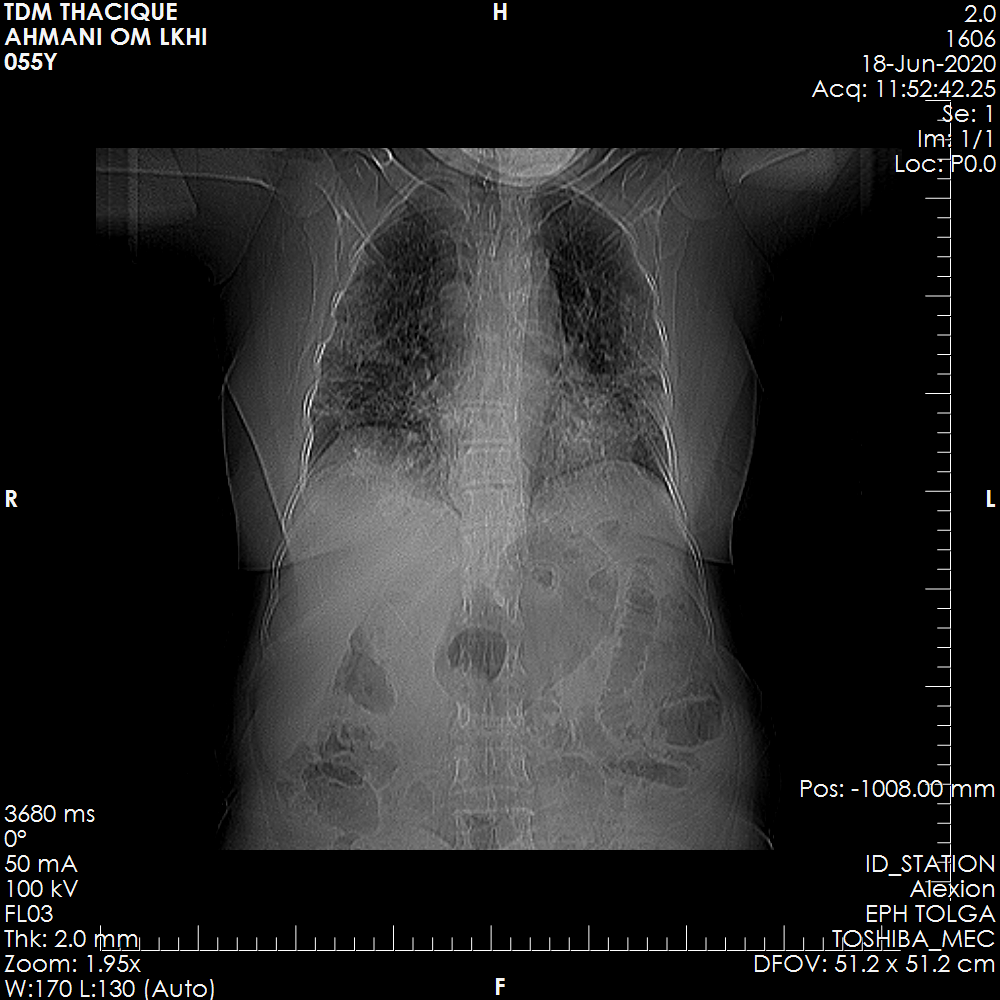 TDM THACIQUE
AHMANI OM LKHI
055Y
H
2.0
1606
18-Jun-2020
Acq: 11:52:42.25
Se: 1
Im: 1/1
Loc: P0.0
R
L
Pos: -1008.00 mm
3680 ms
0°
50 mA
100 kV
FL03
Thk: 2.0 mm
Zoom: 1.95x
W:170 L:130 (Auto)
F
ID_STATION
Alexion
EPH TOLGA
TOSHIBA_MEC
DFOV: 51.2 x 51.2 cm